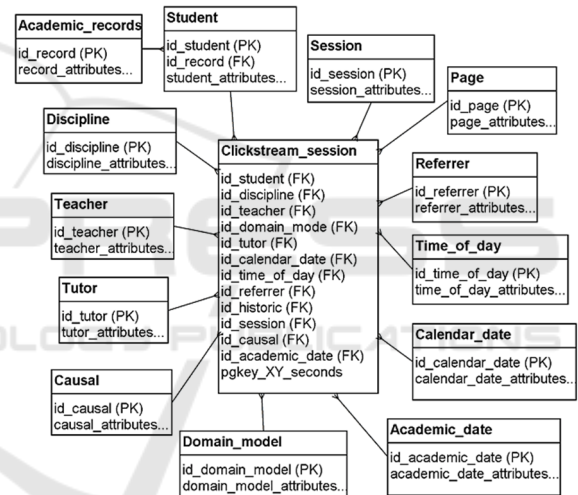 Academic_records
id_record (PK)
record_attributes...
Student
id_student (PK)
id_record (FK)
student_attributes...
Session
id_session (PK)
session_attributes...
Page
id_page (PK)
page_attributes...
Discipline
id_discipline (PK)
discipline_attributes...
Clickstream_session
id_student (FK)
id_discipline (FK)
id_teacher (FK)
id_domain_mode (FK)
id_tutor (FK)
id_calendar_date (FK)
id_time_of_day (FK)
id_referrer (FK)
id_historic (FK)
id_session (FK)
id_causal (FK)
id_academic_date (FK)
pgkey_XY_seconds
Referrer
id_referrer (PK)
referrer_attributes...
Teacher
id_teacher (PK)
teacher_attributes...
Time_of_day
id_time_of_day (PK)
time_of_day_attributes...
Tutor
id_tutor (PK)
tutor_attributes...
Calendar_date
id_calendar_date (PK)
calendar_date_attributes...
Causal
id_causal (PK)
causal_attributes...
Domain_model
id_domain_model (PK)
domain_model_attributes...
Academic_date
id_academic_date (PK)
academic_date_attributes...